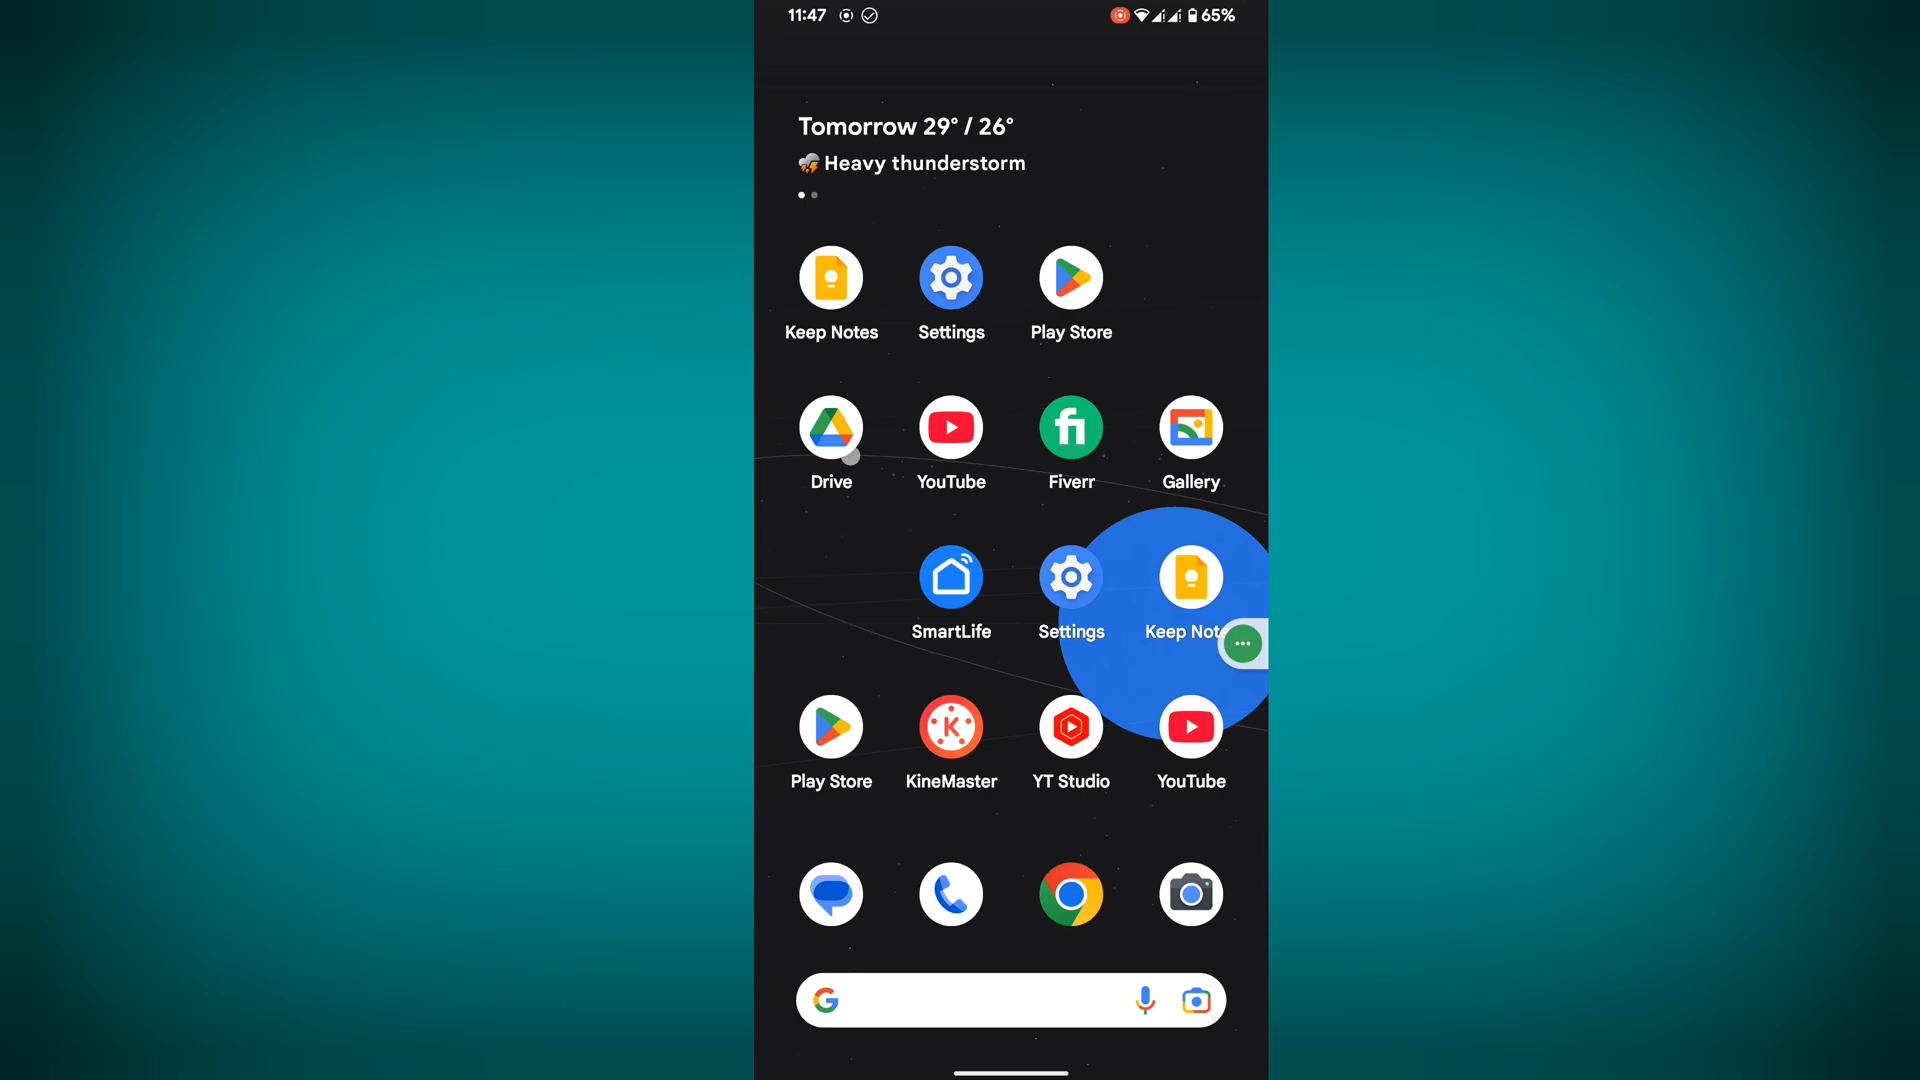 11:47
65%
Tomorrow 29° / 26°
Heavy thunderstorm
Keep Notes
Settings
Play Store
Drive
YouTube
Fiverr
Gallery
SmartLife
Settings
Keep Note
Play Store
KineMaster
YT Studio
YouTube